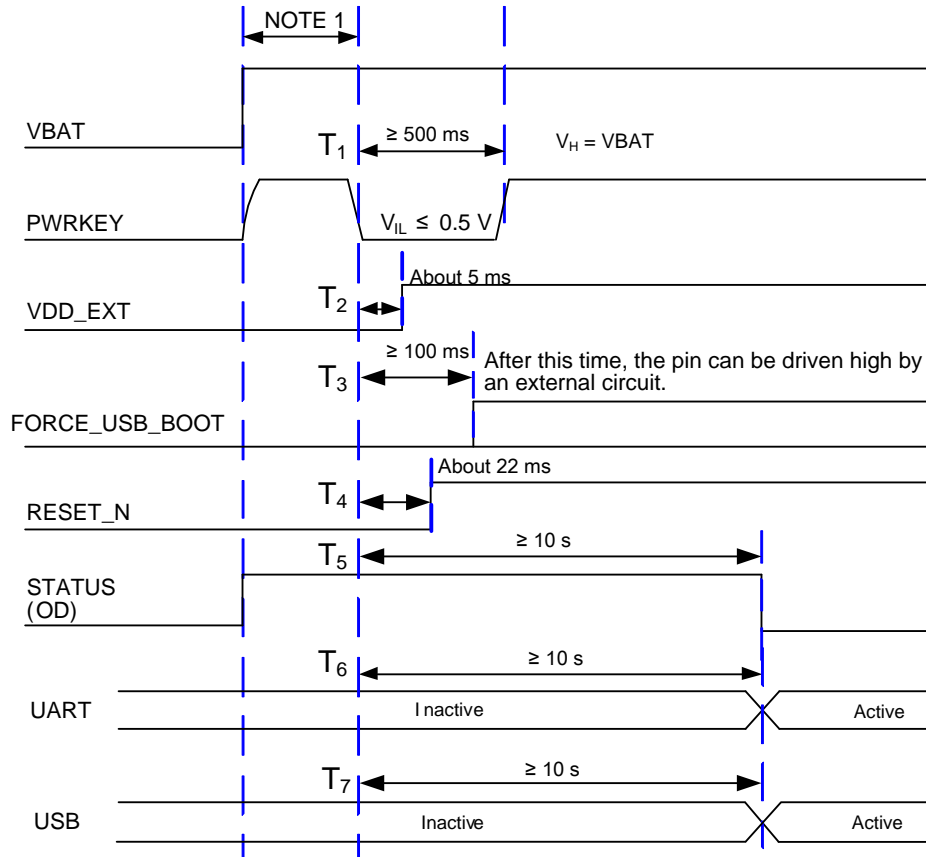 NOTE 1
VBAT
T1
≥ 500 ms
VH = VBAT
PWRKEY
VIL ≤ 0.5 V
About 5 ms
T2
VDD_EXT
≥ 100 ms
After this time, the pin can be driven high by
an external circuit.
T3
FORCE_USB_BOOT
About 22 ms
T4
RESET_N
≥ 10 s
T5
STATUS
(OD)
T6
≥ 10 s
UART
Inactive
Active
T7
≥ 10 s
USB
Inactive
Active